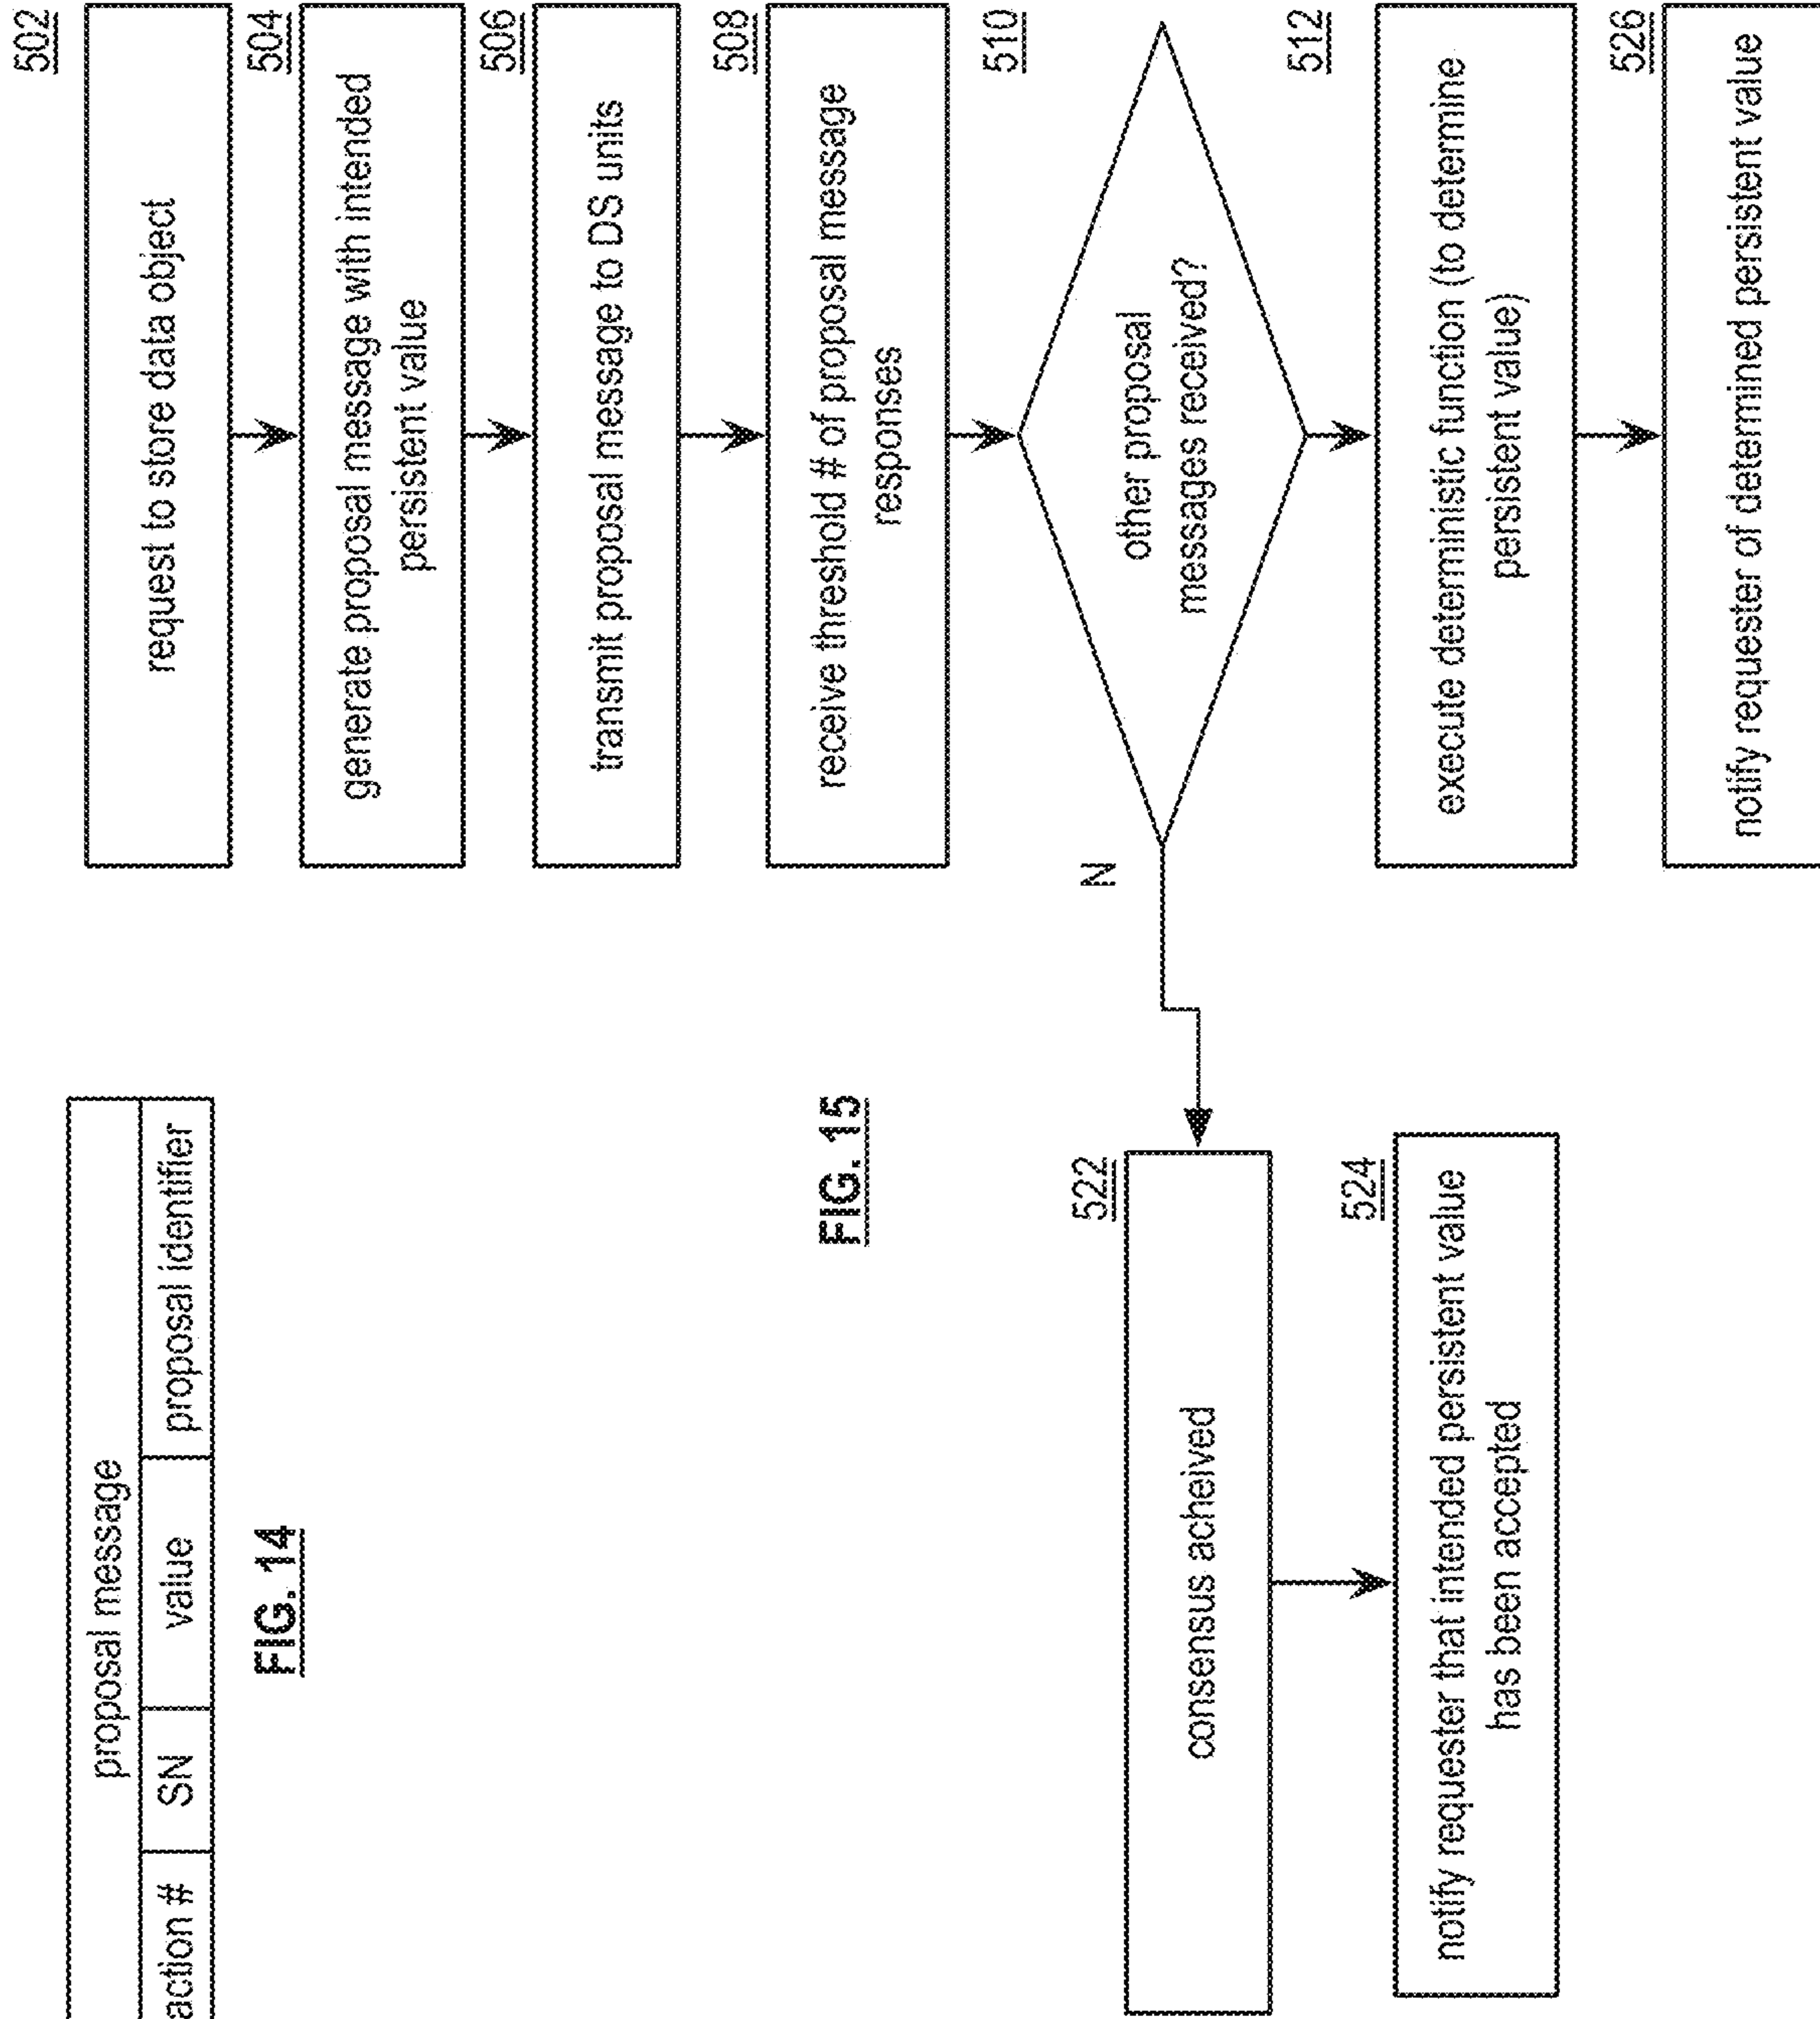 proposal message
action #
SN
value
proposal identifier
FIG. 14
502
request to store data object
504
generate proposal message with intended
persistent value
506
transmit proposal message to DS units
508
receive threshold # of proposal message
responses
FIG. 15
510
other proposal
messages received?
N
522
consensus acheived
524
notify requester that intended persistent value
has been accepted
512
execute deterministic function (to determine
persistent value)
526
notify requester of determined persistent value